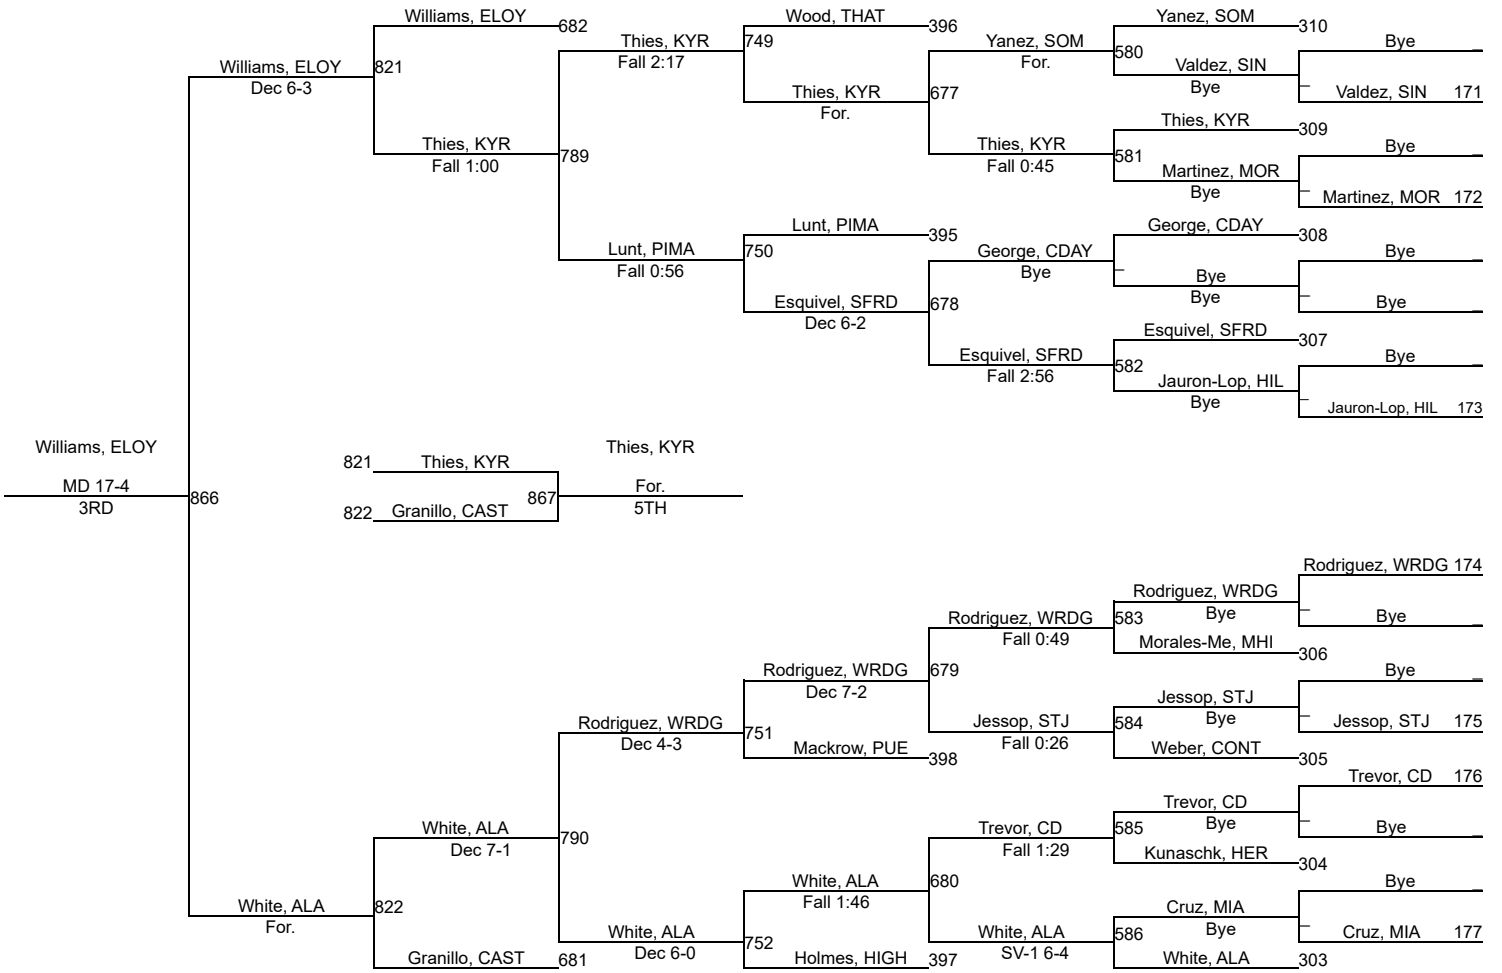 Williams, ELOY
682
Wood, THAT
396
Yanez, SOM
310
Thies, KYR
749
Yanez, SOM
580
Bye
Fall 2:17
For.
Williams, ELOY
821
Valdez, SIN
Dec 6-3
Bye
Thies, KYR
677
Valdez, SIN 171
For.
Thies, KYR
309
Thies, KYR
789
Thies, KYR
581
Bye
Fall 1:00
Fall 0:45
Martinez, MOR
Bye
Martinez, MOR 172
Lunt, PIMA
395
George, CDAY
308
Lunt, PIMA
750
George, CDAY
Bye
Fall 0:56
Bye
Bye
Bye
Esquivel, SFRD
678
Bye
Dec 6-2
Esquivel, SFRD
307
Esquivel, SFRD
582
Bye
Fall 2:56
Jauron-Lop, HIL
Bye
Jauron-Lop, HIL 173
Williams, ELOY
Thies, KYR
821 Thies, KYR
MD 17-4
866
867
For.
3RD
5TH
822 Granillo, CAST
Rodriguez, WRDG 174
Rodriguez, WRDG
Rodriguez, WRDG
583
Bye
Bye
Fall 0:49
Morales-Me, MHI
306
Rodriguez, WRDG
679
Bye
Dec 7-2
Jessop, STJ
Rodriguez, WRDG
751
Jessop, STJ
584
Bye
Jessop, STJ 175
Dec 4-3
Fall 0:26
Mackrow, PUE
398
Weber, CONT
305
Trevor, CD 176
Trevor, CD
White, ALA
790
Trevor, CD
585
Bye
Bye
Dec 7-1
Fall 1:29
Kunaschk, HER
304
White, ALA
680
Bye
Fall 1:46
White, ALA
822
Cruz, MIA
For.
Bye
White, ALA
752
White, ALA
586
Cruz, MIA 177
Dec 6-0
SV-1 6-4
Granillo, CAST
681
Holmes, HIGH
397
White, ALA
303